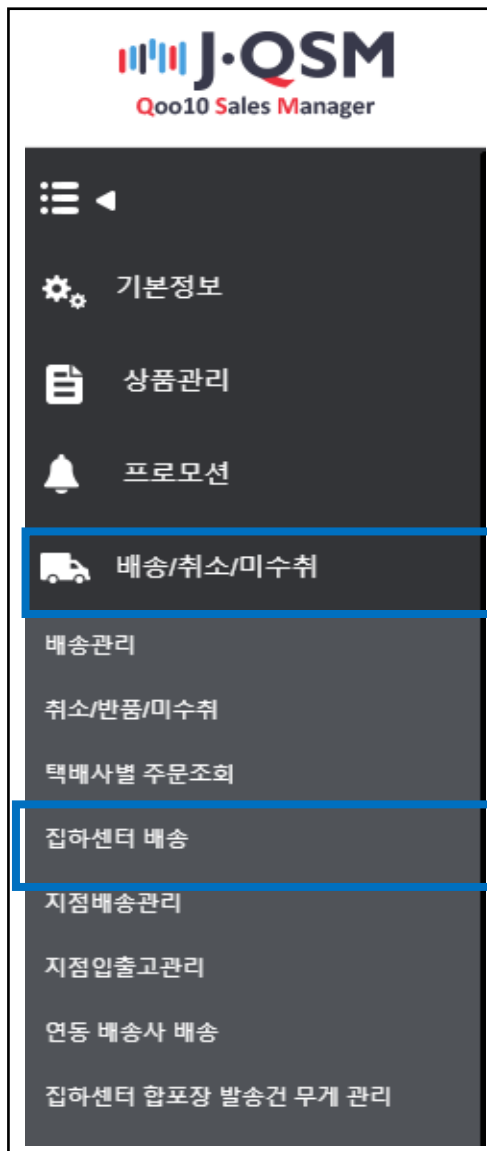 J·QSM
Qoo10 Sales Manager
기본정보
상품관리
프로모션
배송/취소/미수취
배송관리
취소/반품/미수취
택배사별 주문조회
집하센터 배송
지점배송관리
지점입출고관리
연동 배송사 배송
집하센터 합포장 발송건 무게 관리